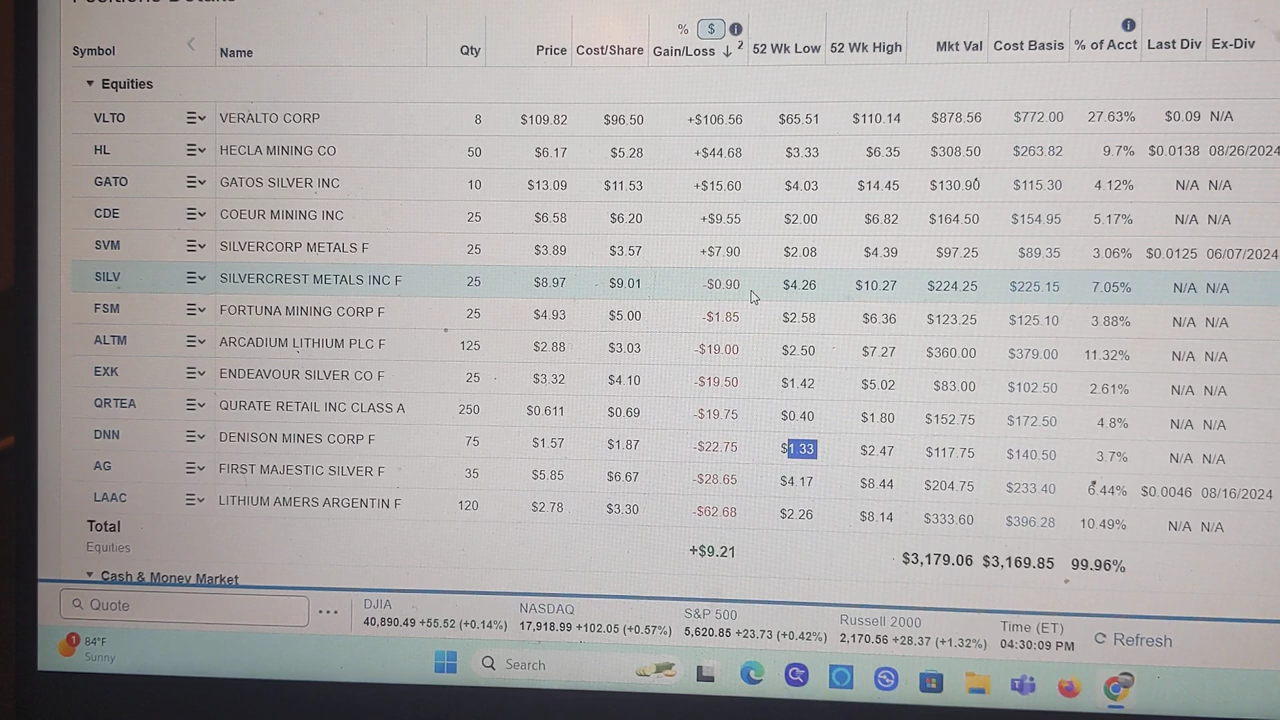 % $
Symbol Name Qty Price Cost/Share Gain/Loss ↓ 2 52 Wk Low 52 Wk High Mkt Val Cost Basis % of Acct Last Div Ex-Div
Equities
VLTO VERALTO CORP 8 $109.82 $96.50 +$106.56 $65.51 $110.14 $878.56 $772.00 27.63% $0.09 N/A
HL HECLA MINING CO 50 $6.17 $5.28 +$44.68 $3.33 $6.35 $308.50 $263.82 9.7% $0.0138 08/26/2024
GATO GATOS SILVER INC 10 $13.09 $11.53 +$15.60 $4.03 $14.45 $130.90 $115.30 4.12% N/A N/A
CDE COEUR MINING INC 25 $6.58 $6.20 +$9.55 $2.00 $6.82 $164.50 $154.95 5.17% N/A N/A
SVM SILVERCORP METALS F 25 $3.89 $3.57 +$7.90 $2.08 $4.39 $97.25 $89.35 3.06% $0.0125 06/07/2024
SILV SILVERCREST METALS INC F 25 $8.97 $9.01 -$0.90 $4.26 $10.27 $224.25 $225.15 7.05% N/A N/A
FSM FORTUNA MINING CORP F 25 $4.93 $5.00 -$1.85 $2.58 $6.36 $123.25 $125.10 3.88% N/A N/A
ALTM ARCADIUM LITHIUM PLC F 125 $2.88 $3.03 -$19.00 $2.50 $7.27 $360.00 $379.00 11.32% N/A N/A
EXK ENDEAVOUR SILVER CO F 25 $3.32 $4.10 -$19.50 $1.42 $5.02 $83.00 $102.50 2.61% N/A N/A
QRTEA QURATE RETAIL INC CLASS A 250 $0.611 $0.69 -$19.75 $0.40 $1.80 $152.75 $172.50 4.8% N/A N/A
DNN DENISON MINES CORP F 75 $1.57 $1.87 -$22.75 $1.33 $2.47 $117.75 $140.50 3.7% N/A N/A
AG FIRST MAJESTIC SILVER F 35 $5.85 $6.67 -$28.65 $4.17 $8.44 $204.75 $233.40 6.44% $0.0046 08/16/2024
LAAC LITHIUM AMERS ARGENTIN F 120 $2.78 $3.30 -$62.68 $2.26 $8.14 $333.60 $396.28 10.49% N/A N/A
Total
Equities +$9.21 $3,179.06 $3,169.85 99.96%
Cash & Money Market
Quote ... DJIA NASDAQ S&P 500 Russell 2000 Time (ET) Refresh
40,890.49 +55.52 (+0.14%) 17,918.99 +102.05 (+0.57%) 5,620.85 +23.73 (+0.42%) 2,170.56 +28.37 (+1.32%) 04:30:09 PM
1 84°F
Sunny
Search